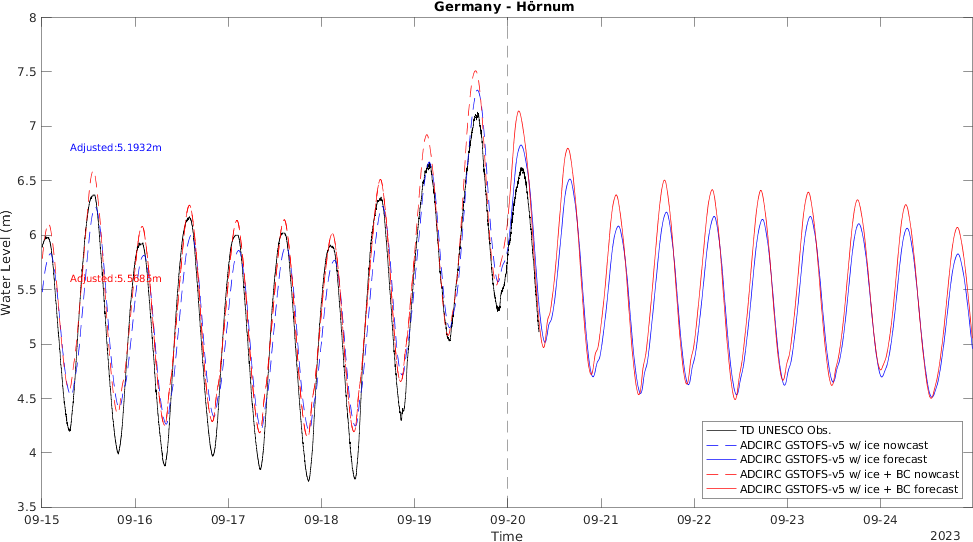 Germany - Hörnum
8
7.5
7
6.5
6
5.5
5
4.5
4
3.5
Water Level (m)
Adjusted:5.1932m
TD UNESCO Obs.
ADCIRC GSTOFS-v5 w/ ice nowcast
ADCIRC GSTOFS-v5 w/ ice forecast
ADCIRC GSTOFS-v5 w/ ice + BC nowcast
ADCIRC GSTOFS-v5 w/ ice + BC forecast
09-15 09-16 09-17 09-18 09-19 09-20 09-21 09-22 09-23 09-24
Time
2023